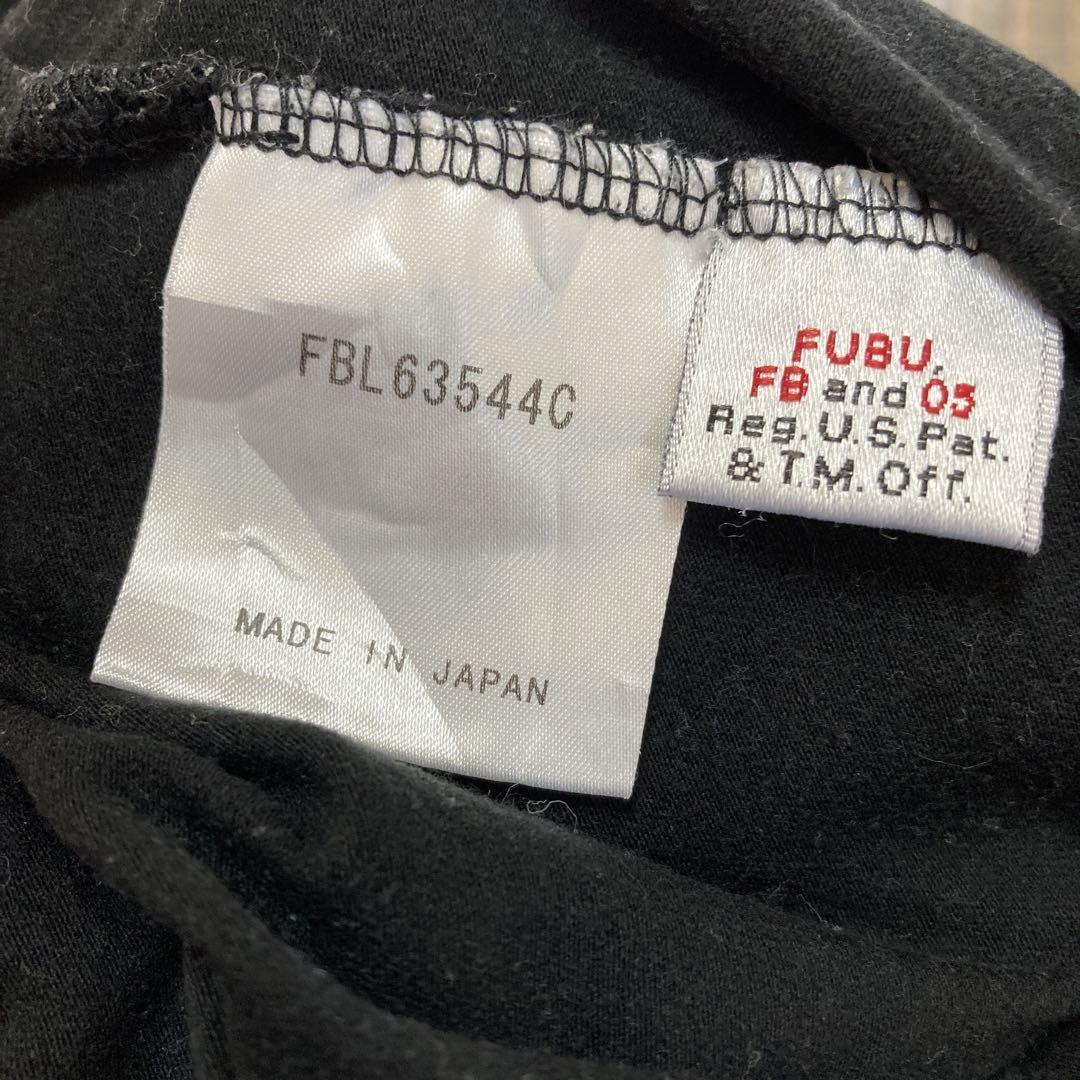 FBL63544C
MADE IN JAPAN
FUBU.
FB and 05
Reg. U.S. Pat.
& T.M. Off.